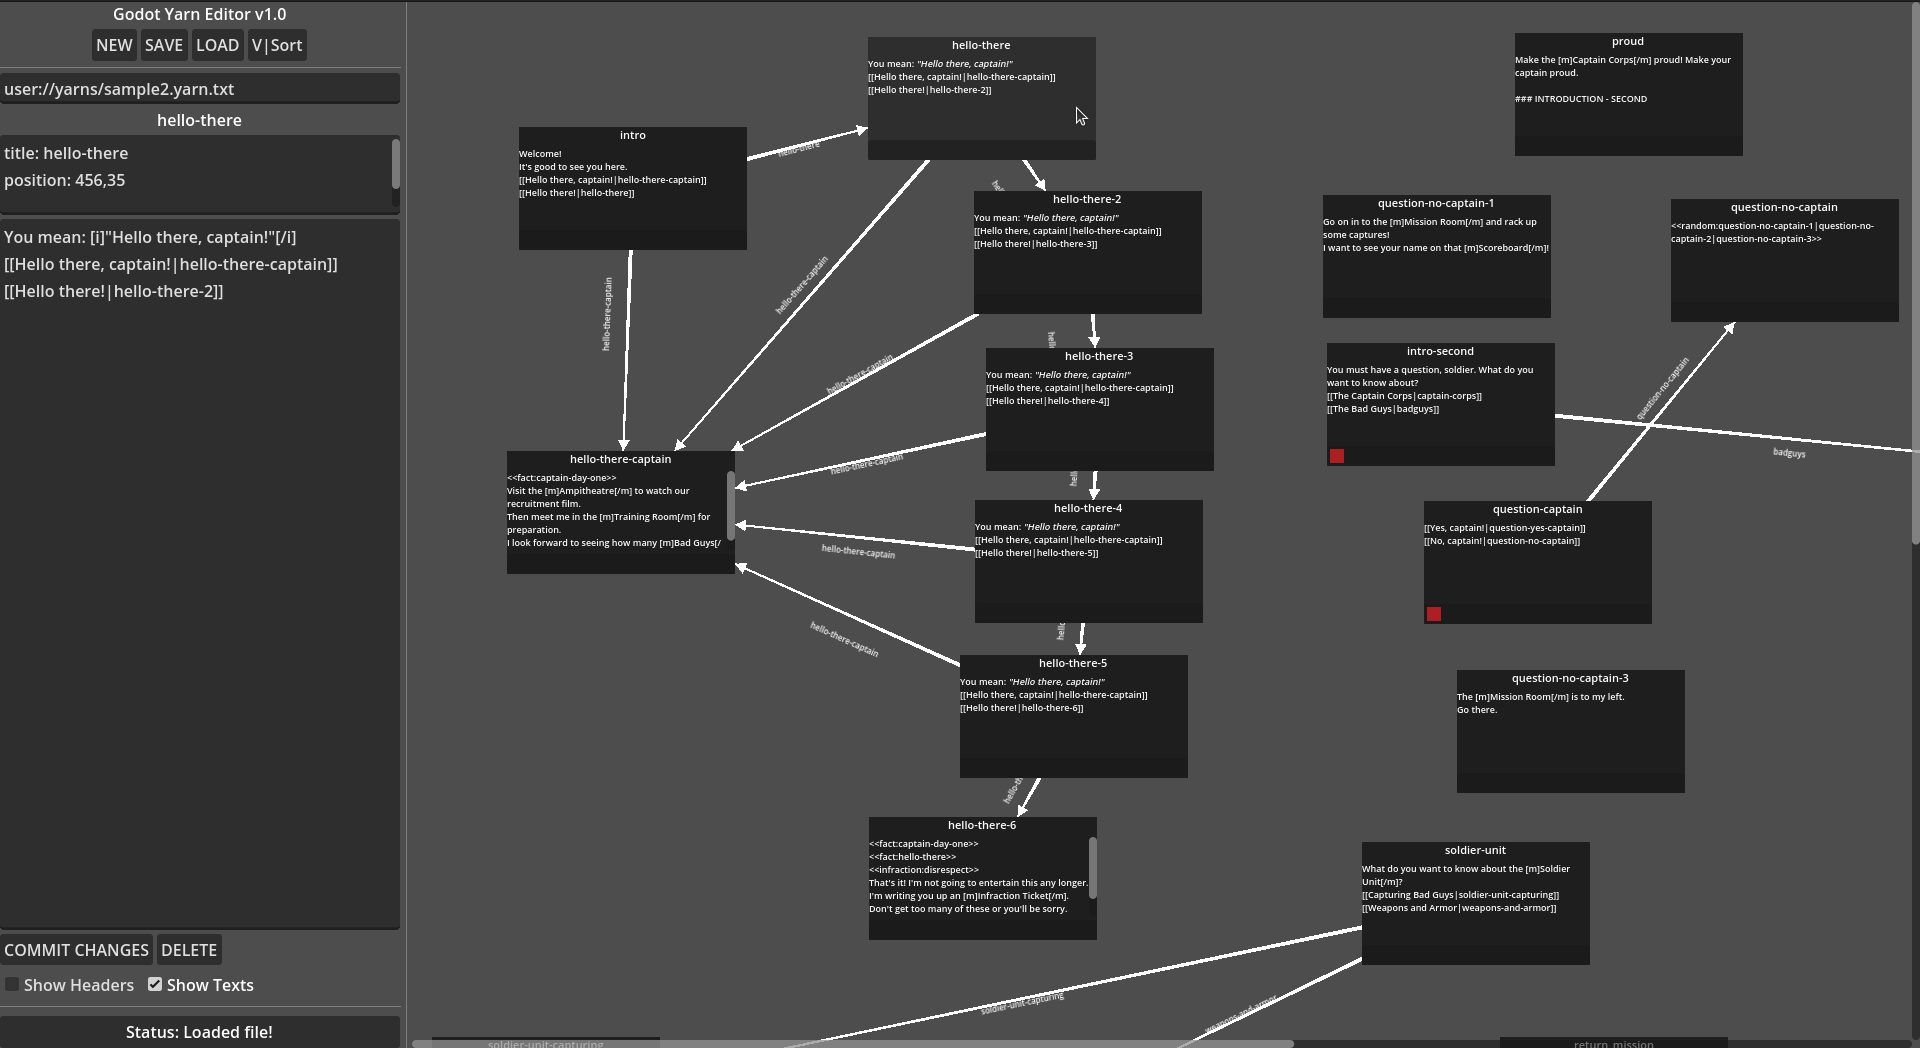 Godot Yarn Editor v1.0
NEW SAVE LOAD V|Sort
user://yarns/sample2.yarn.txt
hello-there
title: hello-there
position: 456,35
You mean: [i]"Hello there, captain!"[/i]
[[Hello there, captain!|hello-there-captain]]
[[Hello there!|hello-there-2]]
COMMIT CHANGES DELETE
Show Headers Show Texts
Status: Loaded file!
hello-there
You mean: "Hello there, captain!"
[[Hello there, captain!|hello-there-captain]]
[[Hello there!|hello-there-2]]
intro
Welcome!
It's good to see you here.
[[Hello there, captain!|hello-there-captain]]
[[Hello there!|hello-there]]
hello-there
hello-there-captain
hello-there-captain
hello-there-2
You mean: "Hello there, captain!"
[[Hello there, captain!|hello-there-captain]]
[[Hello there!|hello-there-3]]
hello-there-captain
hello-there-3
You mean: "Hello there, captain!"
[[Hello there, captain!|hello-there-captain]]
[[Hello there!|hello-there-4]]
hello-there-captain
hello-there-captain
<<fact:captain-day-one>>
Visit the [m]Ampitheatre[/m] to watch our
recruitment film.
Then meet me in the [m]Training Room[/m] for
preparation.
I look forward to seeing how many [m]Bad Guys[/
hello-there-4
You mean: "Hello there, captain!"
[[Hello there, captain!|hello-there-captain]]
[[Hello there!|hello-there-5]]
hello-there-captain
hello-there-5
You mean: "Hello there, captain!"
[[Hello there, captain!|hello-there-captain]]
[[Hello there!|hello-there-6]]
hello-there-captain
hello-there-6
<<fact:captain-day-one>>
<<fact:hello-there>>
<<infraction:disrespect>>
That's it! I'm not going to entertain this any longer.
I'm writing you up an [m]Infraction Ticket[/m].
Don't get too many of these or you'll be sorry.
proud
Make the [m]Captain Corps[/m] proud! Make your
captain proud.
### INTRODUCTION - SECOND
question-no-captain-1
Go on in to the [m]Mission Room[/m] and rack up
some captures!
I want to see your name on that [m]Scoreboard[/m]!
question-no-captain
<<random:question-no-captain-1|question-no-
captain-2|question-no-captain-3>>
intro-second
You must have a question, soldier. What do you
want to know about?
[[The Captain Corps|captain-corps]]
[[The Bad Guys|badguys]]
question-no-captain
badguys
question-captain
[[Yes, captain!|question-yes-captain]]
[[No, captain!|question-no-captain]]
question-no-captain-3
The [m]Mission Room[/m] is to my left.
Go there.
soldier-unit
What do you want to know about the [m]Soldier
Unit[/m]?
[[Capturing Bad Guys|soldier-unit-capturing]]
[[Weapons and Armor|weapons-and-armor]]
soldier-unit-capturing
weapons-and-armor
soldier-unit-capturing
return mission